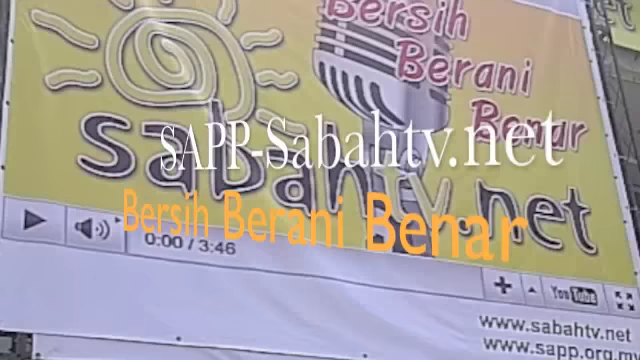 Bersih
Berani
Benar
SAPP-Sabahtv.net
sabahtv.net
Bersih Berani Benar
0:00 / 3:46
YouTube
www.sabahtv.net
www.sapp.org.my